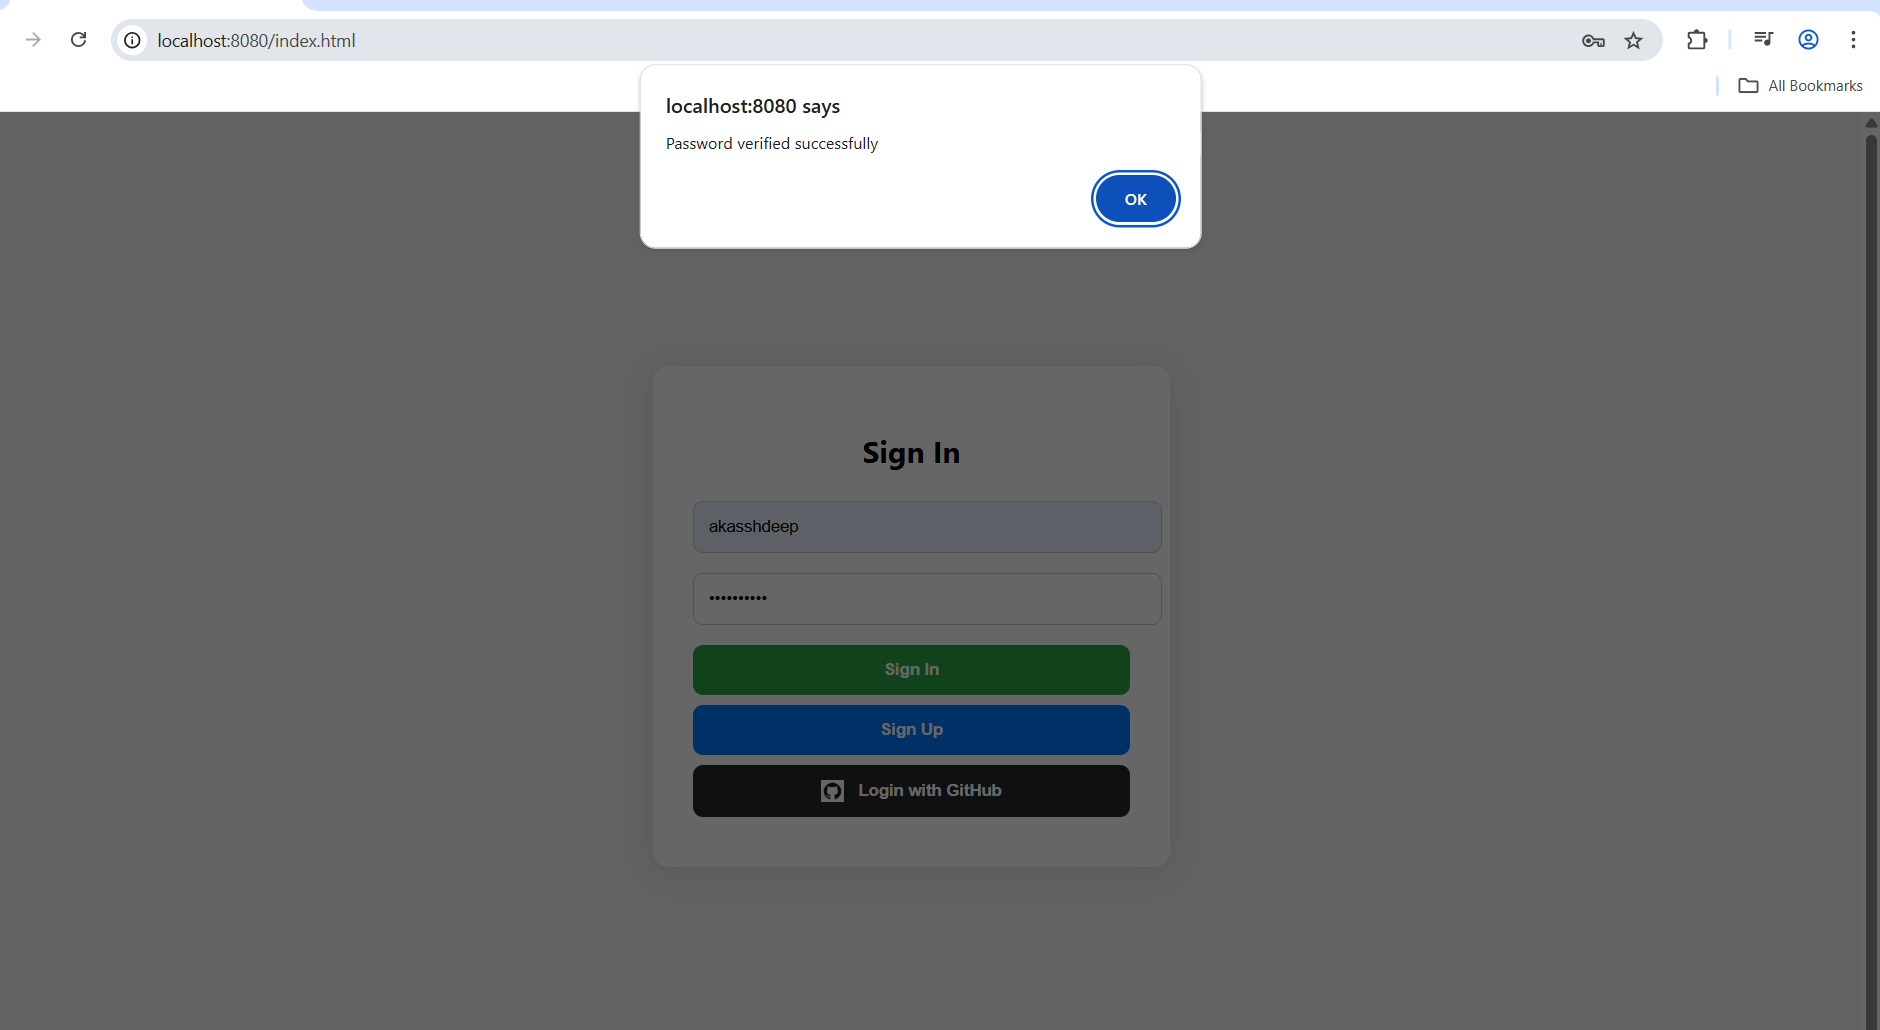 localhost:8080/index.html
All Bookmarks
localhost:8080 says
Password verified successfully
OK
Sign In
akasshdeep
••••••••••
Sign In
Sign Up
Login with GitHub